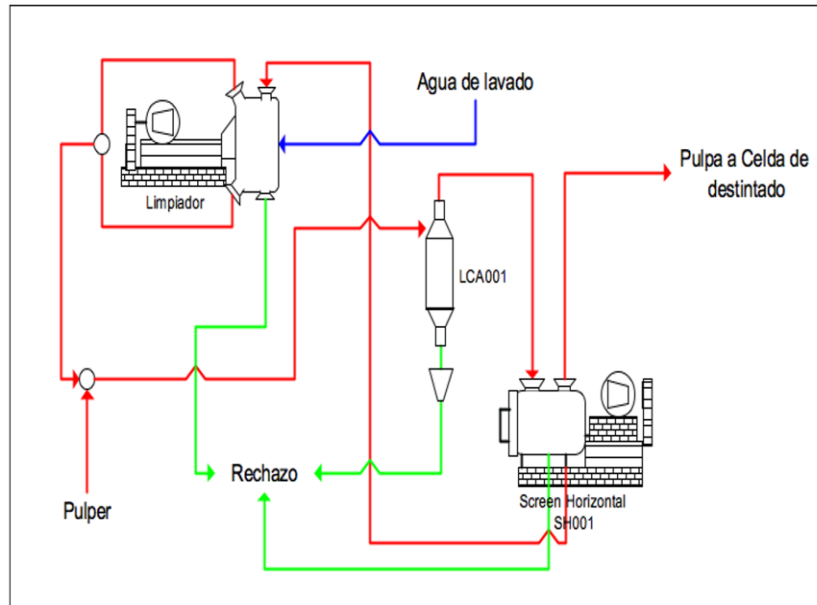 Agua de lavado
Pulpa a Celda de
destintado
Limpiador
LCA001
Rechazo
Pulper
Screen Horizontal
SH001